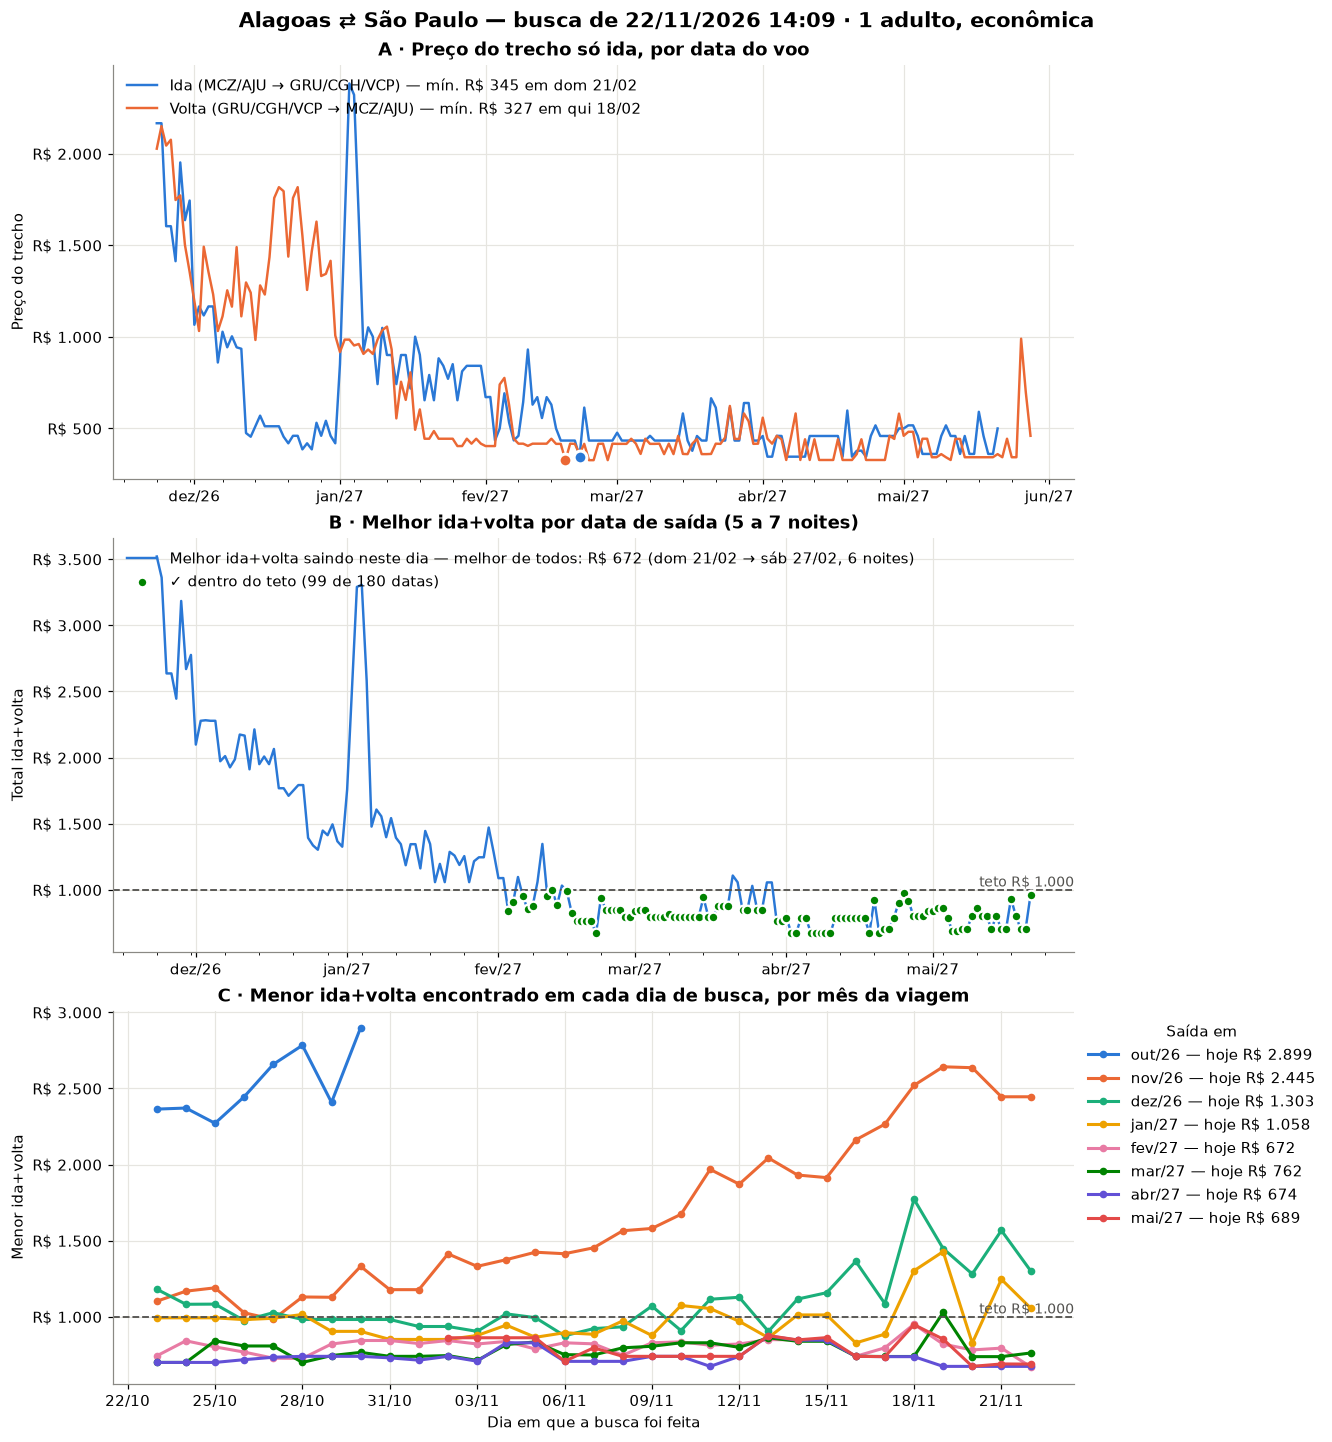 Alagoas ⇄ São Paulo — busca de 22/11/2026 14:09 · 1 adulto, econômica
A · Preço do trecho só ida, por data do voo
Ida (MCZ/AJU → GRU/CGH/VCP) — mín. R$ 345 em dom 21/02
Volta (GRU/CGH/VCP → MCZ/AJU) — mín. R$ 327 em qui 18/02
R$ 2.000
R$ 1.500
R$ 1.000
R$ 500
Preço do trecho
dez/26 jan/27 fev/27 mar/27 abr/27 mai/27 jun/27
B · Melhor ida+volta por data de saída (5 a 7 noites)
Melhor ida+volta saindo neste dia — melhor de todos: R$ 672 (dom 21/02 → sáb 27/02, 6 noites)
✓ dentro do teto (99 de 180 datas)
R$ 3.500
R$ 3.000
R$ 2.500
R$ 2.000
R$ 1.500
R$ 1.000
Total ida+volta
teto R$ 1.000
dez/26 jan/27 fev/27 mar/27 abr/27 mai/27
C · Menor ida+volta encontrado em cada dia de busca, por mês da viagem
R$ 3.000
R$ 2.500
R$ 2.000
R$ 1.500
R$ 1.000
Menor ida+volta
teto R$ 1.000
22/10 25/10 28/10 31/10 03/11 06/11 09/11 12/11 15/11 18/11 21/11
Dia em que a busca foi feita
Saída em
out/26 — hoje R$ 2.899
nov/26 — hoje R$ 2.445
dez/26 — hoje R$ 1.303
jan/27 — hoje R$ 1.058
fev/27 — hoje R$ 672
mar/27 — hoje R$ 762
abr/27 — hoje R$ 674
mai/27 — hoje R$ 689